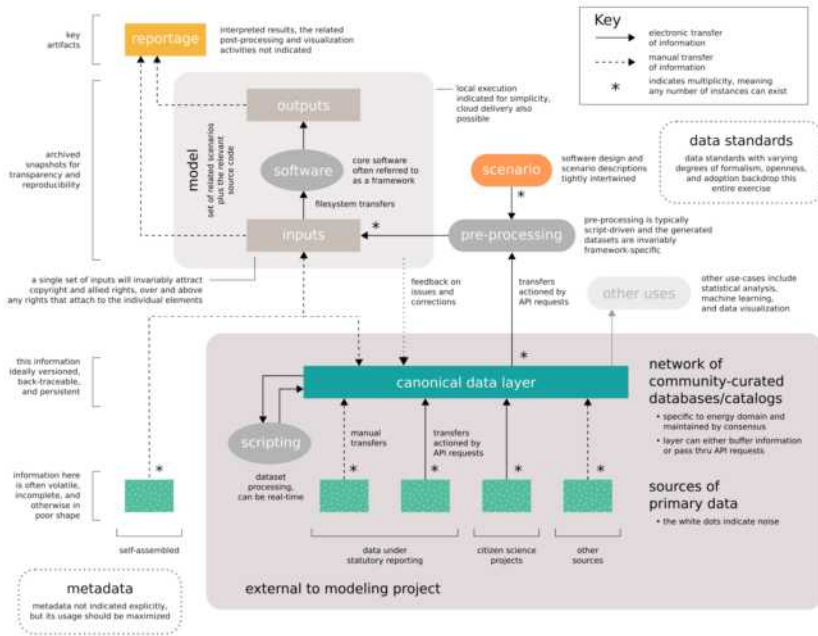 key
artifacts
reportage
interpreted results, the related
post-processing and visualization
activities not indicated
Key
electronic transfer
of information
manual transfer
of information
*
indicates multiplicity, meaning
any number of instances can exist
archived
snapshots for
transparency and
reproducibility
model
set of related scenarios
plus the relevant
source code
outputs
software
core software
often referred to
as a framework
filesystem transfers
inputs
*
local execution
indicated for simplicity,
cloud delivery also
possible
data standards
data standards with varying
degrees of formalism, openness,
and adoption backdrop this
entire exercise
scenario
software design and
scenario descriptions
tightly intertwined
*
pre-processing
pre-processing is typically
script-driven and the generated
datasets are invariably
framework-specific
a single set of inputs will invariably attract
copyright and allied rights, over and above
any rights that attach to the individual elements
feedback on
issues and
corrections
transfers
actioned by
API requests
*
other uses
other use-cases include
statistical analysis,
machine learning,
and data visualization
this information
ideally versioned,
back-traceable,
and persistent
canonical data layer
network of
community-curated
databases/catalogs
• specific to energy domain and
maintained by consensus
• layer can either buffer information
or pass thru API requests
scripting
dataset
processing,
can be real-time
manual
transfers
transfers
actioned by
API requests
information here
is often volatile,
incomplete, and
otherwise in
poor shape
*
*
*
*
*
sources of
primary data
• the white dots indicate noise
self-assembled
data under
statutory reporting
citizen science
projects
other
sources
metadata
metadata not indicated explicitly,
but its usage should be maximized
external to modeling project